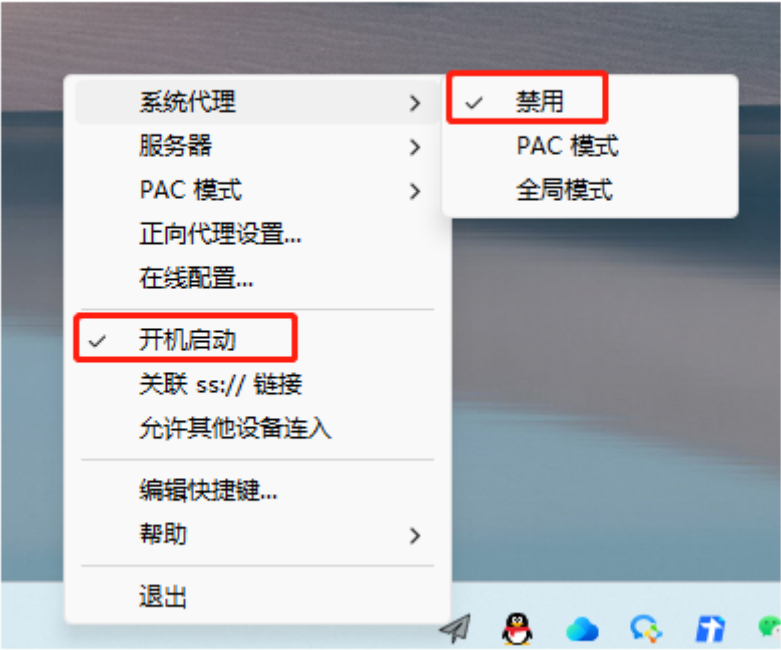 系统代理
服务器
PAC 模式
正向代理设置...
在线配置...
开机启动
关联 ss:// 链接
允许其他设备连入
编辑快捷键...
帮助
退出
禁用
PAC 模式
全局模式